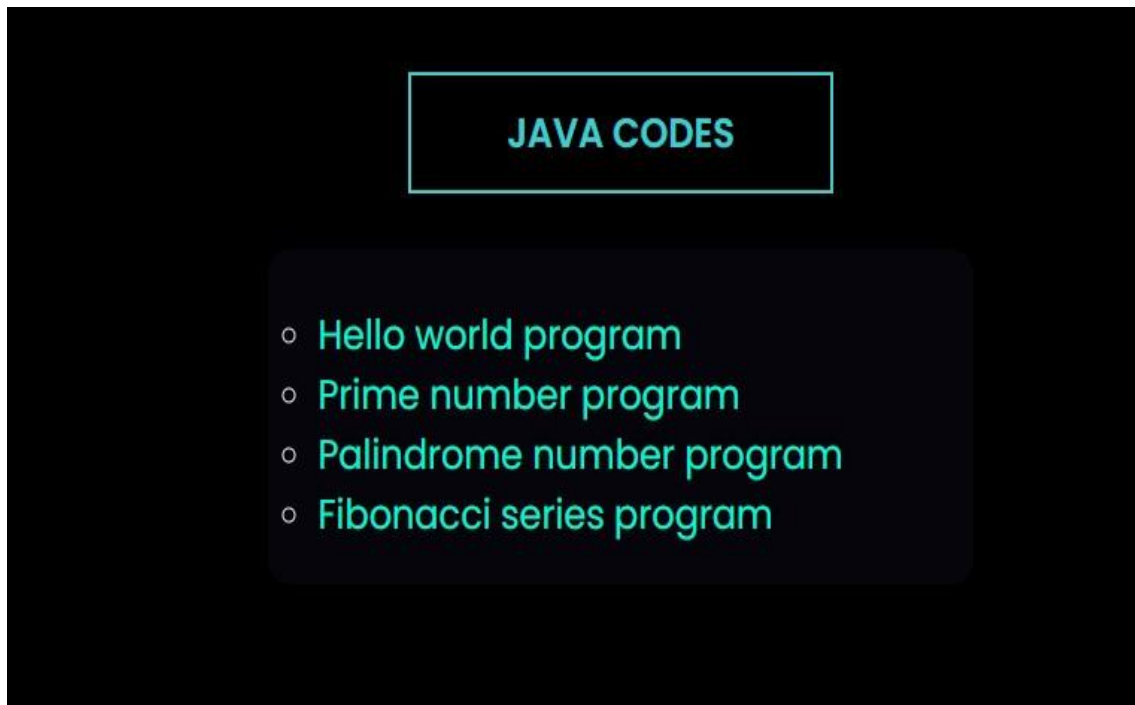 JAVA CODES
Hello world program
Prime number program
Palindrome number program
Fibonacci series program